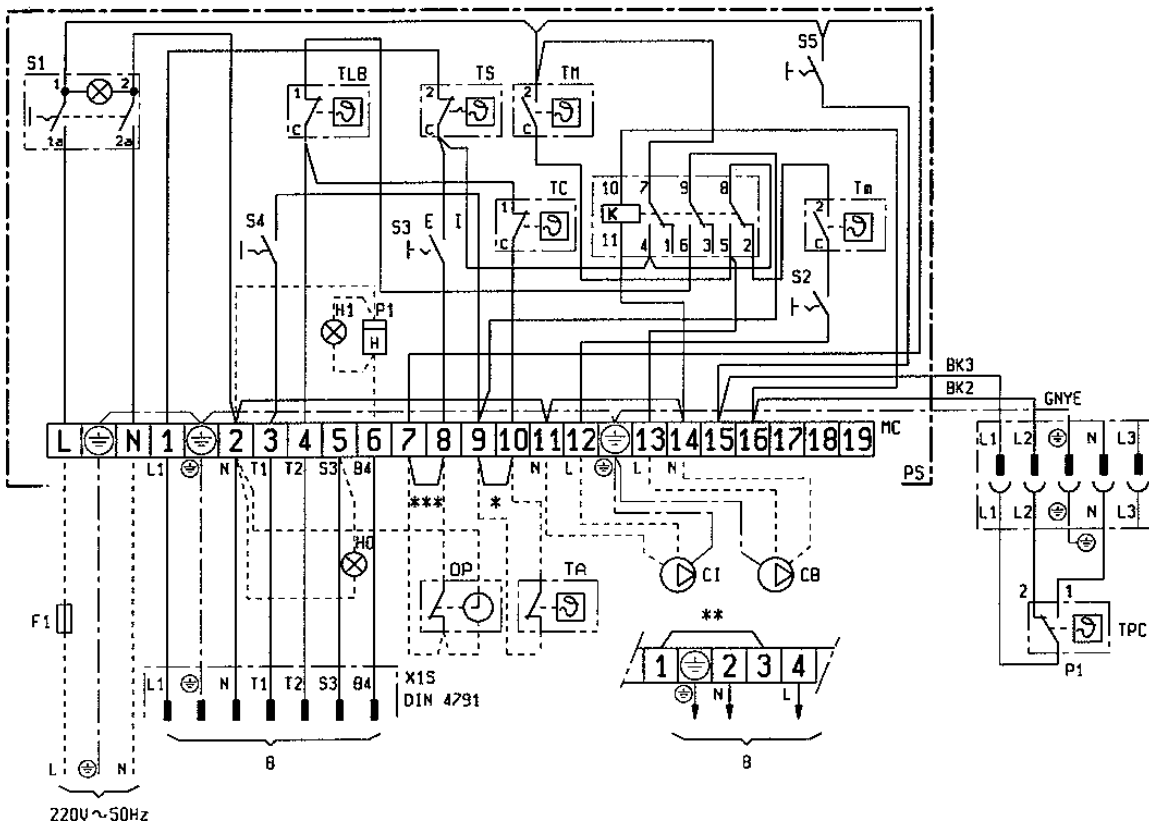 S1 1 2 TLB TS TM S5
1 2 2
1a 2a C C C
10 7 9 8
S4 S3 E I TC 1 K Tm 2
11 4 1 6 3 5 2
C C
S2
H1 P1
H
BK3
BK2
GNYE
L N 1 2 3 4 5 6 7 8 9 10 11 12 13 14 15 16 17 18 19 MC
L1 N T1 T2 S3 B4 N L L N PS
L1 L2 N L3
*** *
L1 L2 N L3
H0
OP TA CI CB
F1 ** 2 1
TPC
1 2 3 4
P1
L1 N T1 T2 S3 B4 X1S
DIN 4791
N L
B B
L N
220V~50Hz